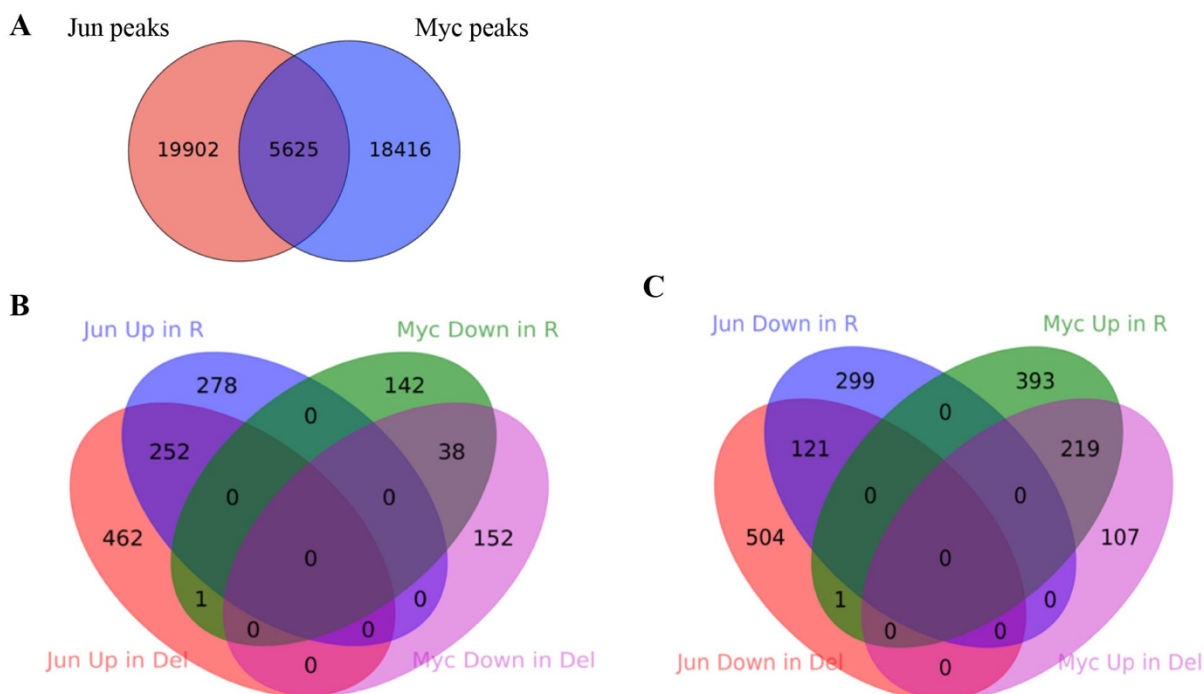 A
Jun peaks
Myc peaks
19902
5625
18416
B
Jun Up in R
Myc Down in R
278
142
0
252
38
0
0
462
152
0
1
0
0
0
0
Jun Up in Del
Myc Down in Del
C
Jun Down in R
Myc Up in R
299
393
0
121
219
0
0
504
107
0
1
0
0
0
0
Jun Down in Del
Myc Up in Del